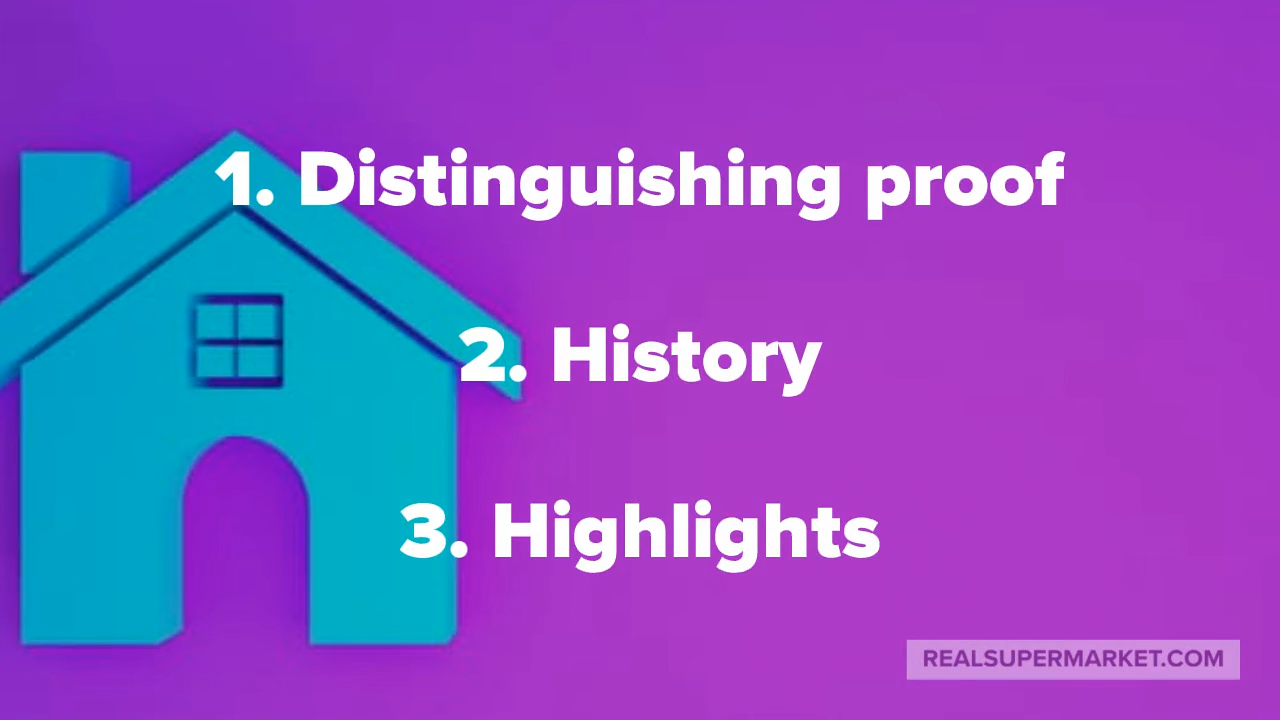 1. Distinguishing proof
2. History
3. Highlights
REALSUPERMARKET.COM